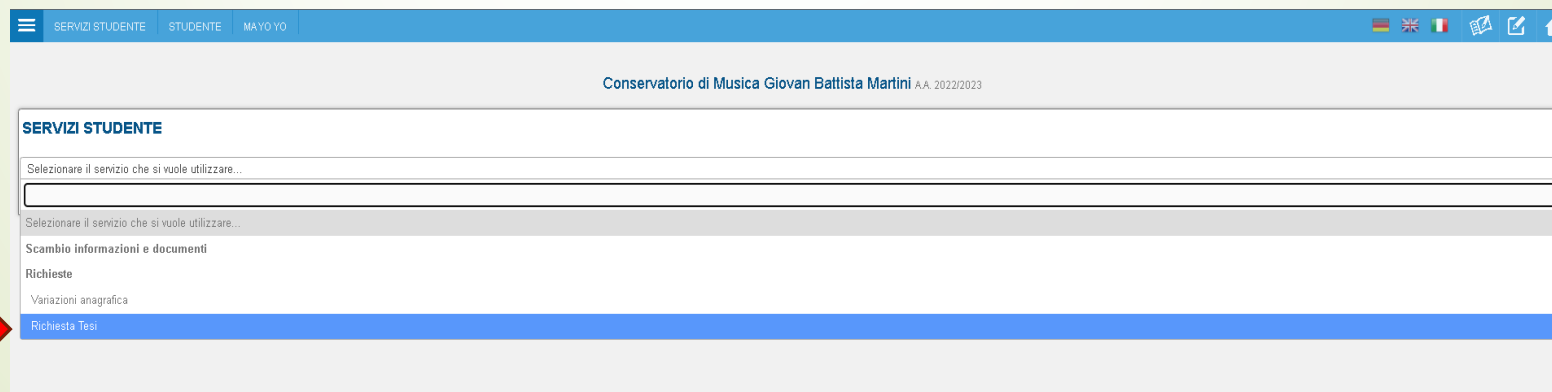 SERVIZI STUDENTE STUDENTE MAYO YO
Conservatorio di Musica Giovan Battista Martini A.A. 2022/2023
SERVIZI STUDENTE
Selezionare il servizio che si vuole utilizzare...
Selezionare il servizio che si vuole utilizzare...
Scambio informazioni e documenti
Richieste
Variazioni anagrafica
Richiesta Tesi